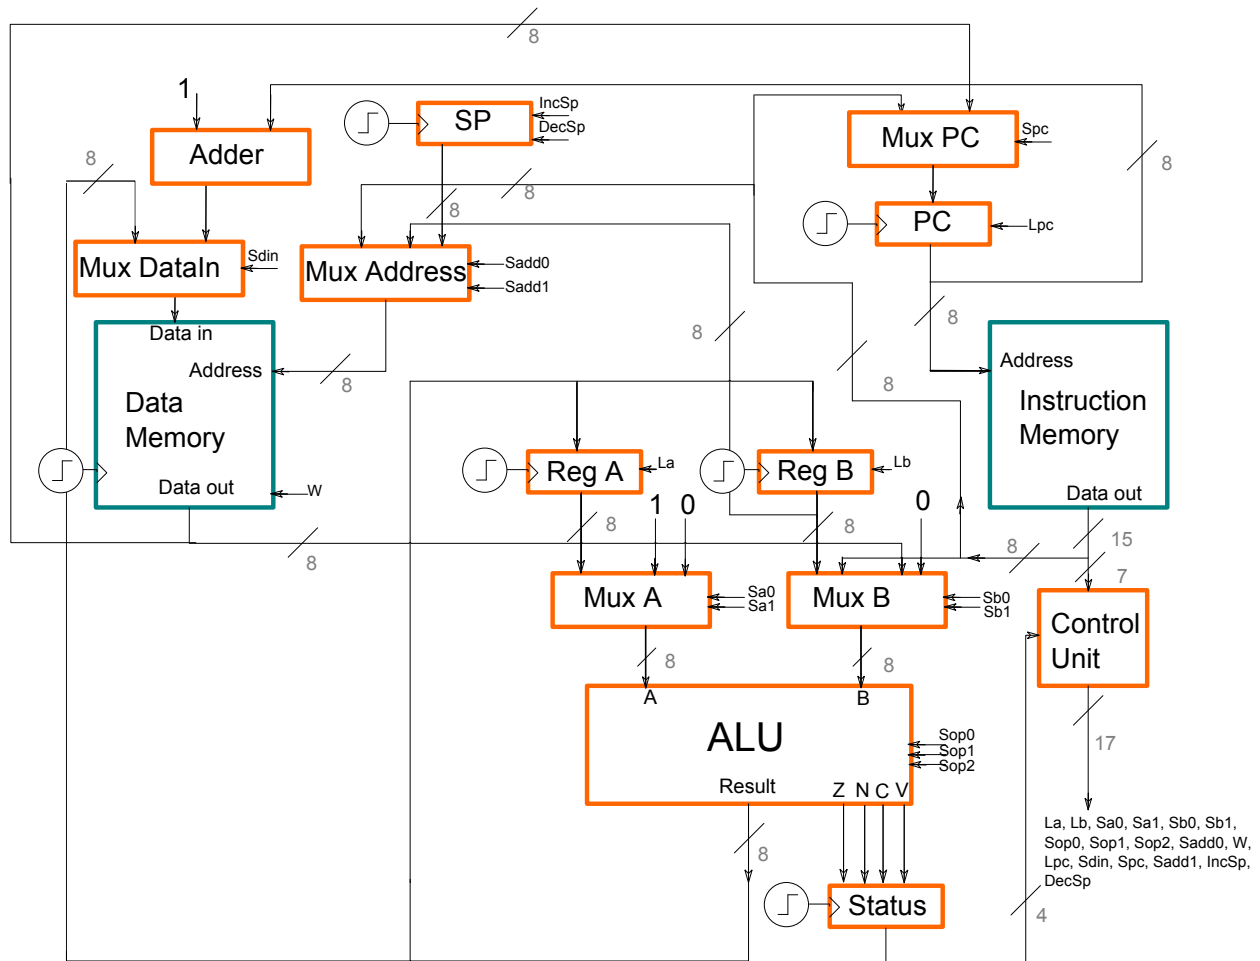 8
1
IncSp
SP
DecSp
Mux PC
Spc
Adder
8
8
8
8
PC
Lpc
Mux DataIn
Sdin
Mux Address
Sadd0
Sadd1
8
8
Data in
Address
8
8
Address
Data
Memory
Instruction
Memory
Reg A
La
Reg B
Lb
Data out
W
Data out
1
0
0
8
8
15
8
8
7
Mux A
Sa0
Sa1
Mux B
Sb0
Sb1
Control
Unit
8
8
A
B
ALU
Sop0
Sop1
Sop2
17
Result
Z
N
C
V
La, Lb, Sa0, Sa1, Sb0, Sb1,
Sop0, Sop1, Sop2, Sadd0, W,
Lpc, Sdin, Spc, Sadd1, IncSp,
DecSp
8
Status
4